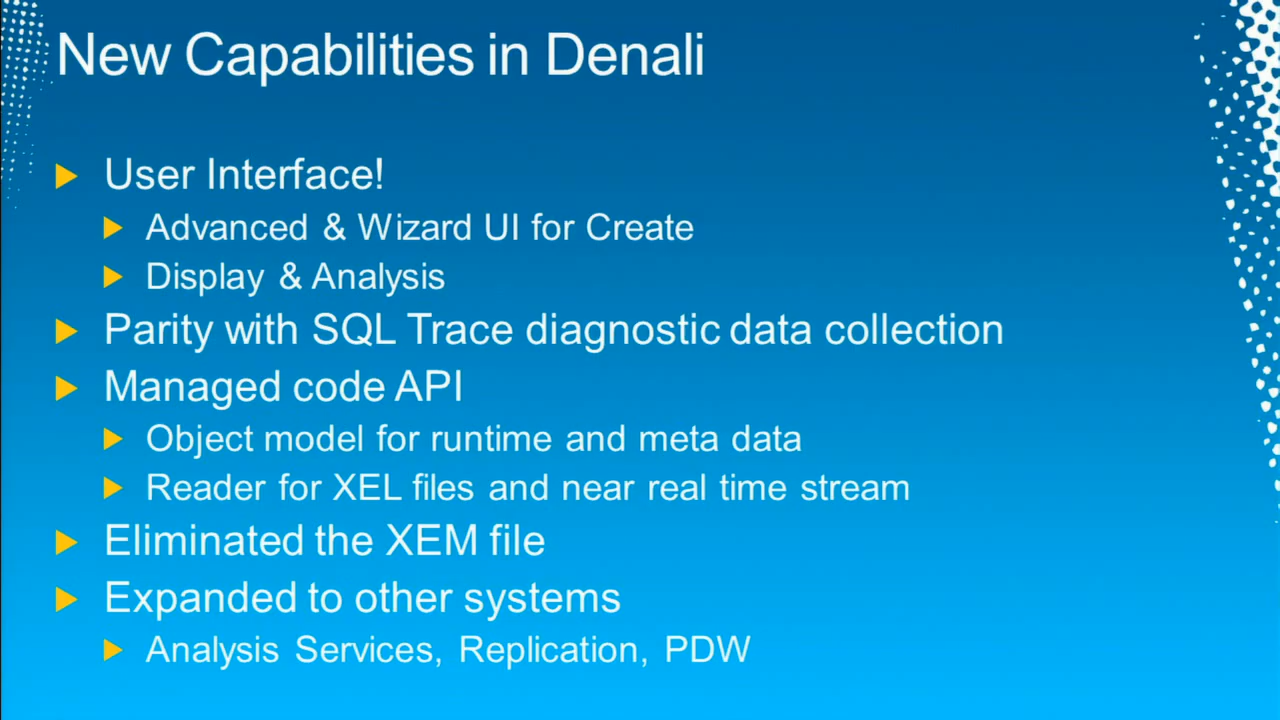 New Capabilities in Denali
User Interface!
Advanced & Wizard UI for Create
Display & Analysis
Parity with SQL Trace diagnostic data collection
Managed code API
Object model for runtime and meta data
Reader for XEL files and near real time stream
Eliminated the XEM file
Expanded to other systems
Analysis Services, Replication, PDW